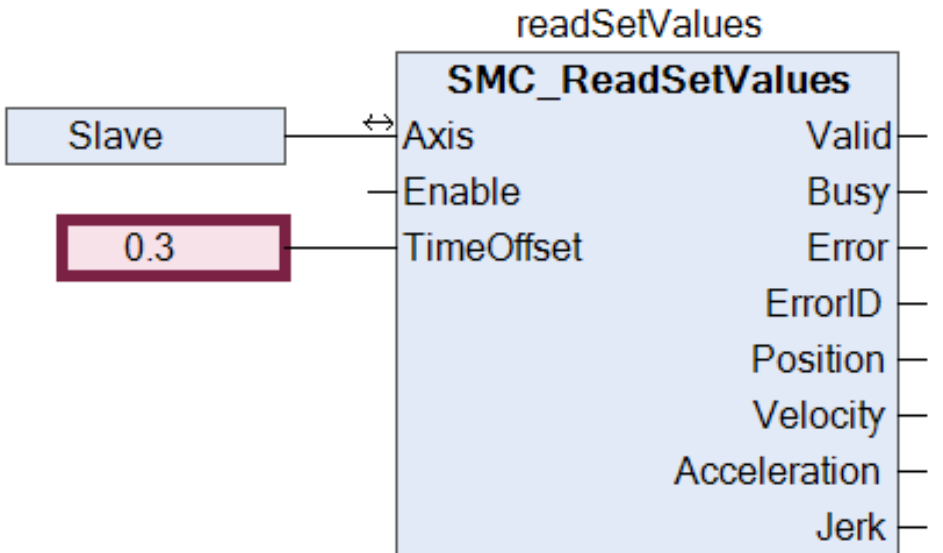 readSetValues
SMC_ReadSetValues
Slave Axis Valid
Enable Busy
0.3 TimeOffset Error
ErrorID
Position
Velocity
Acceleration
Jerk